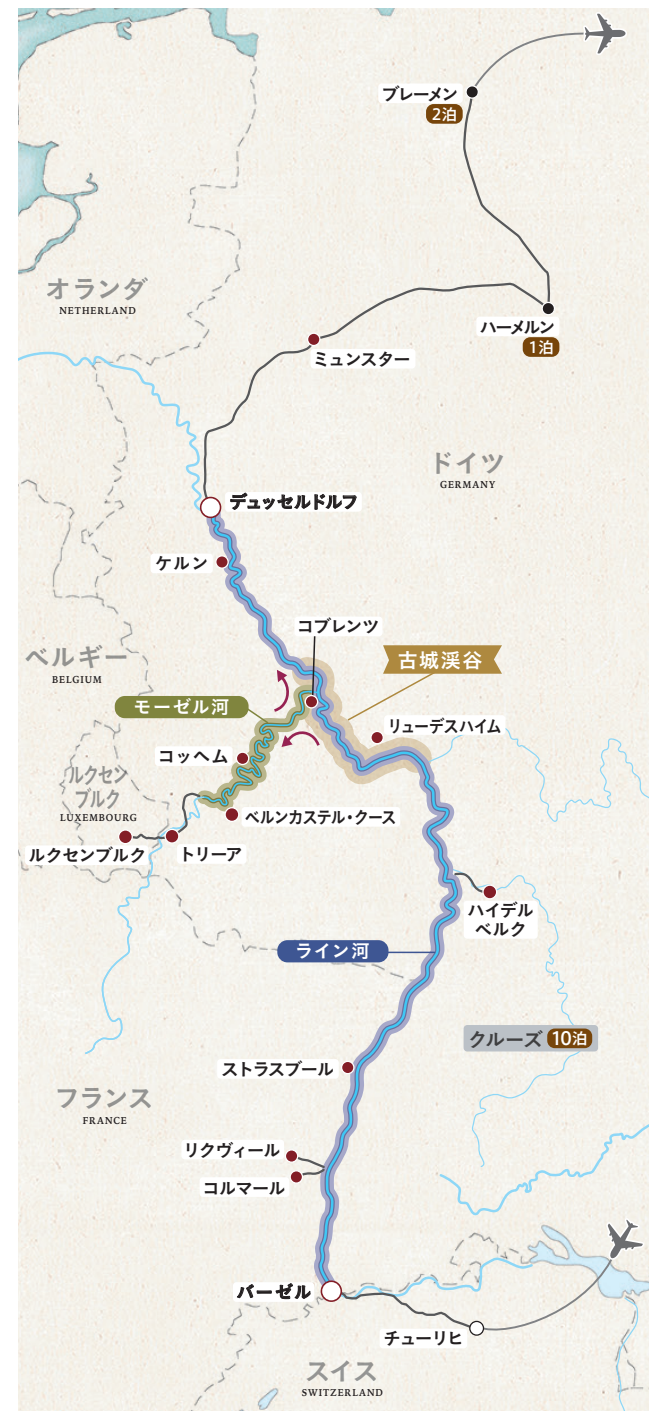 ブレーメン
2泊
オランダ
NETHERLAND
ハーメルン
1泊
ミュンスター
ドイツ
GERMANY
デュッセルドルフ
ケルン
コブレンツ
ベルギー
BELGIUM
古城渓谷
モーゼル河
リューデスハイム
コッヘム
ルクセン
ブルク
LUXEMBOURG
ベルンカステル・クース
ルクセンブルク
トリーア
ハイデル
ベルク
ライン河
クルーズ 10泊
ストラスブール
フランス
FRANCE
リクヴィール
コルマール
バーゼル
チューリヒ
スイス
SWITZERLAND